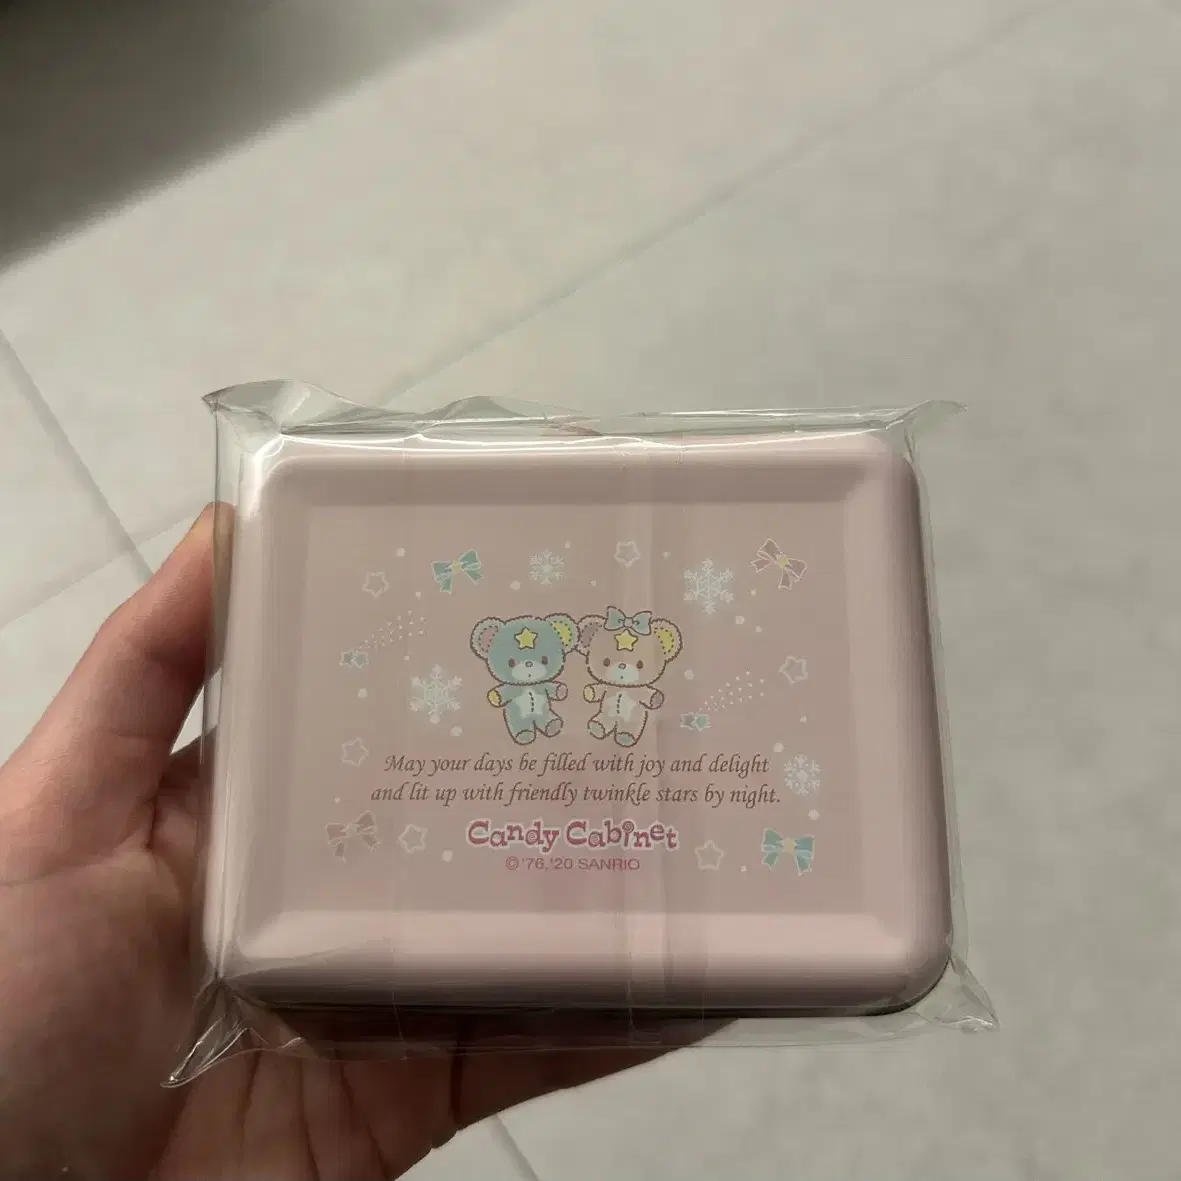 May your days be filled with joy and delight
and lit up with friendly twinkle stars by night.
Candy Cabinet
© '76, '20 SANRIO